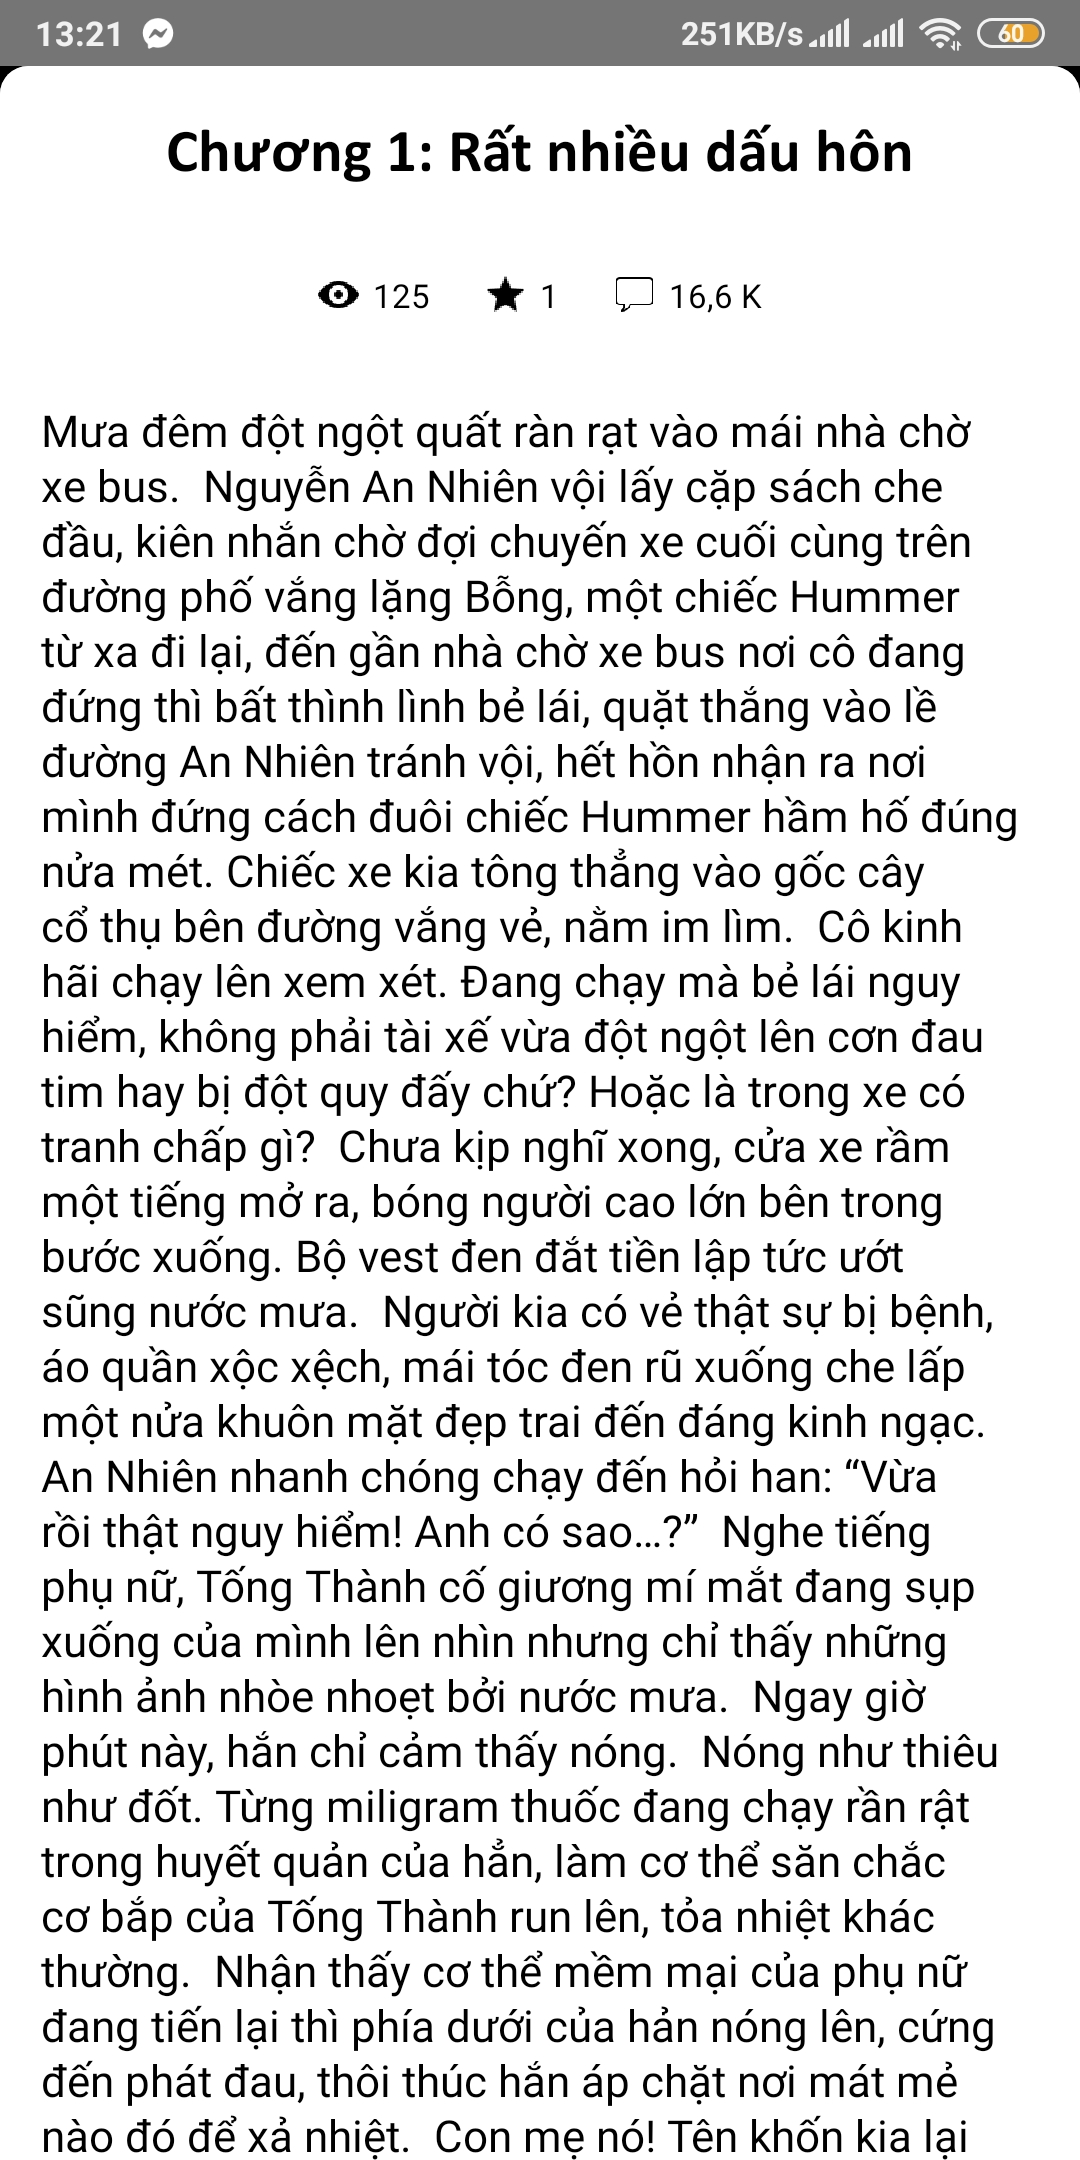 13:21
251KB/s
60
Chương 1: Rất nhiều dấu hôn
125 1 16,6 K
Mưa đêm đột ngột quất ràn rạt vào mái nhà chờ
xe bus.  Nguyễn An Nhiên vội lấy cặp sách che
đầu, kiên nhắn chờ đợi chuyến xe cuối cùng trên
đường phố vắng lặng Bỗng, một chiếc Hummer
từ xa đi lại, đến gần nhà chờ xe bus nơi cô đang
đứng thì bất thình lình bẻ lái, quặt thắng vào lề
đường An Nhiên tránh vội, hết hồn nhận ra nơi
mình đứng cách đuôi chiếc Hummer hầm hố đúng
nửa mét. Chiếc xe kia tông thẳng vào gốc cây
cổ thụ bên đường vắng vẻ, nằm im lìm.  Cô kinh
hãi chạy lên xem xét. Đang chạy mà bẻ lái nguy
hiểm, không phải tài xế vừa đột ngột lên cơn đau
tim hay bị đột quy đấy chứ? Hoặc là trong xe có
tranh chấp gì?  Chưa kịp nghĩ xong, cửa xe rầm
một tiếng mở ra, bóng người cao lớn bên trong
bước xuống. Bộ vest đen đắt tiền lập tức ướt
sũng nước mưa.  Người kia có vẻ thật sự bị bệnh,
áo quần xộc xệch, mái tóc đen rũ xuống che lấp
một nửa khuôn mặt đẹp trai đến đáng kinh ngạc.
An Nhiên nhanh chóng chạy đến hỏi han: “Vừa
rồi thật nguy hiểm! Anh có sao...?”  Nghe tiếng
phụ nữ, Tống Thành cố giương mí mắt đang sụp
xuống của mình lên nhìn nhưng chỉ thấy những
hình ảnh nhòe nhoẹt bởi nước mưa.  Ngay giờ
phút này, hắn chỉ cảm thấy nóng.  Nóng như thiêu
như đốt. Từng miligram thuốc đang chạy rần rật
trong huyết quản của hẳn, làm cơ thể săn chắc
cơ bắp của Tống Thành run lên, tỏa nhiệt khác
thường.  Nhận thấy cơ thể mềm mại của phụ nữ
đang tiến lại thì phía dưới của hản nóng lên, cứng
đến phát đau, thôi thúc hắn áp chặt nơi mát mẻ
nào đó để xả nhiệt.  Con mẹ nó! Tên khốn kia lại